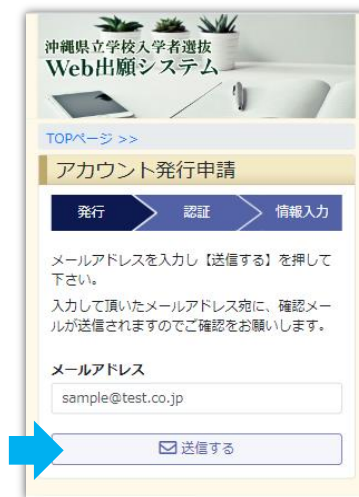 沖縄県立学校入学者選抜
Web出願システム
TOPページ >>
アカウント発行申請
発行 認証 情報入力
メールアドレスを入力し【送信する】を押して
下さい。
入力して頂いたメールアドレス宛に、確認メー
ルが送信されますのでご確認をお願いします。
メールアドレス
sample@test.co.jp
送信する